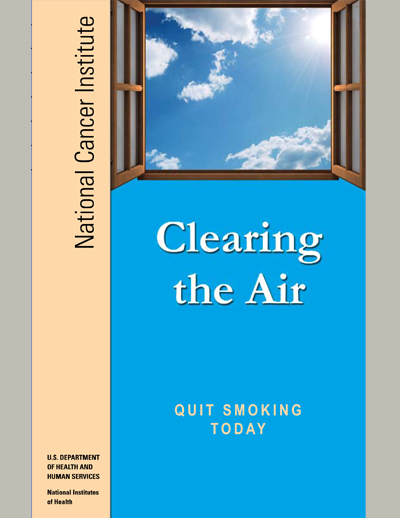 National Cancer Institute
Clearing
the Air
QUIT SMOKING
TODAY
U.S. DEPARTMENT
OF HEALTH AND
HUMAN SERVICES
National Institutes
of Health